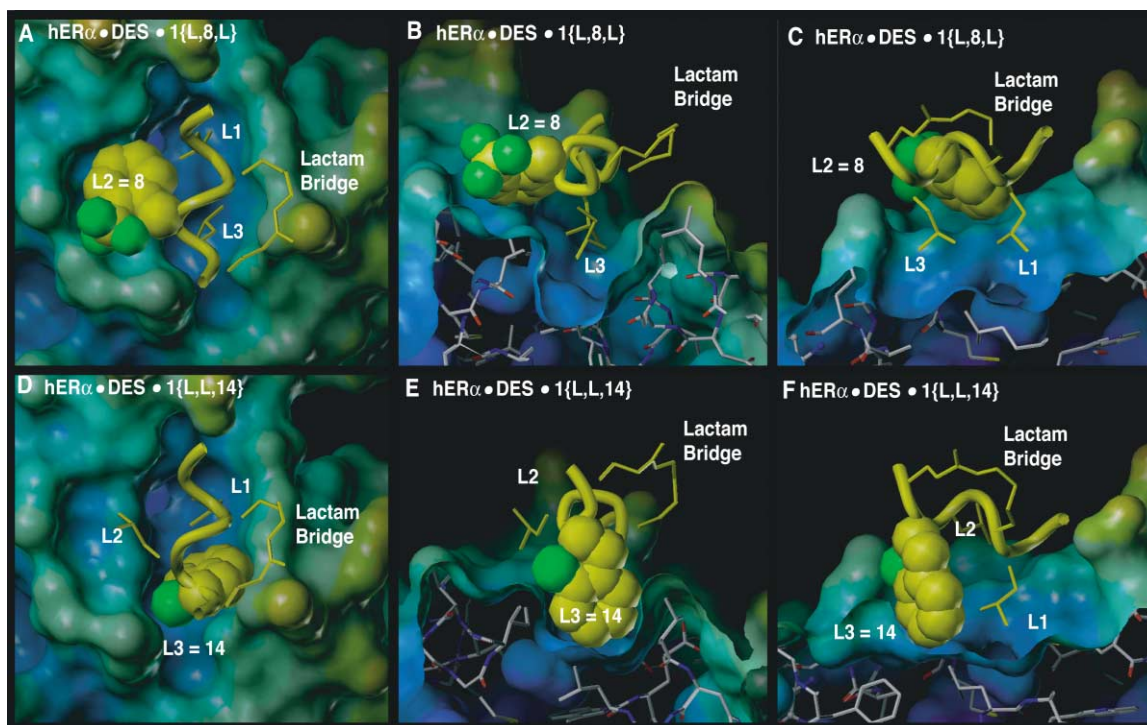 A hERα•DES • 1{L,8,L}
L1
L2 = 8
Lactam
Bridge
L3
B hERα•DES • 1{L,8,L}
Lactam
Bridge
L2 = 8
L3
C hERα•DES • 1{L,8,L}
Lactam
Bridge
L2 = 8
L3
L1
D hERα•DES • 1{L,L,14}
L1
L2
Lactam
Bridge
L3 = 14
E hERα•DES • 1{L,L,14}
Lactam
Bridge
L2
L3 = 14
F hERα•DES • 1{L,L,14}
Lactam
Bridge
L2
L3 = 14
L1